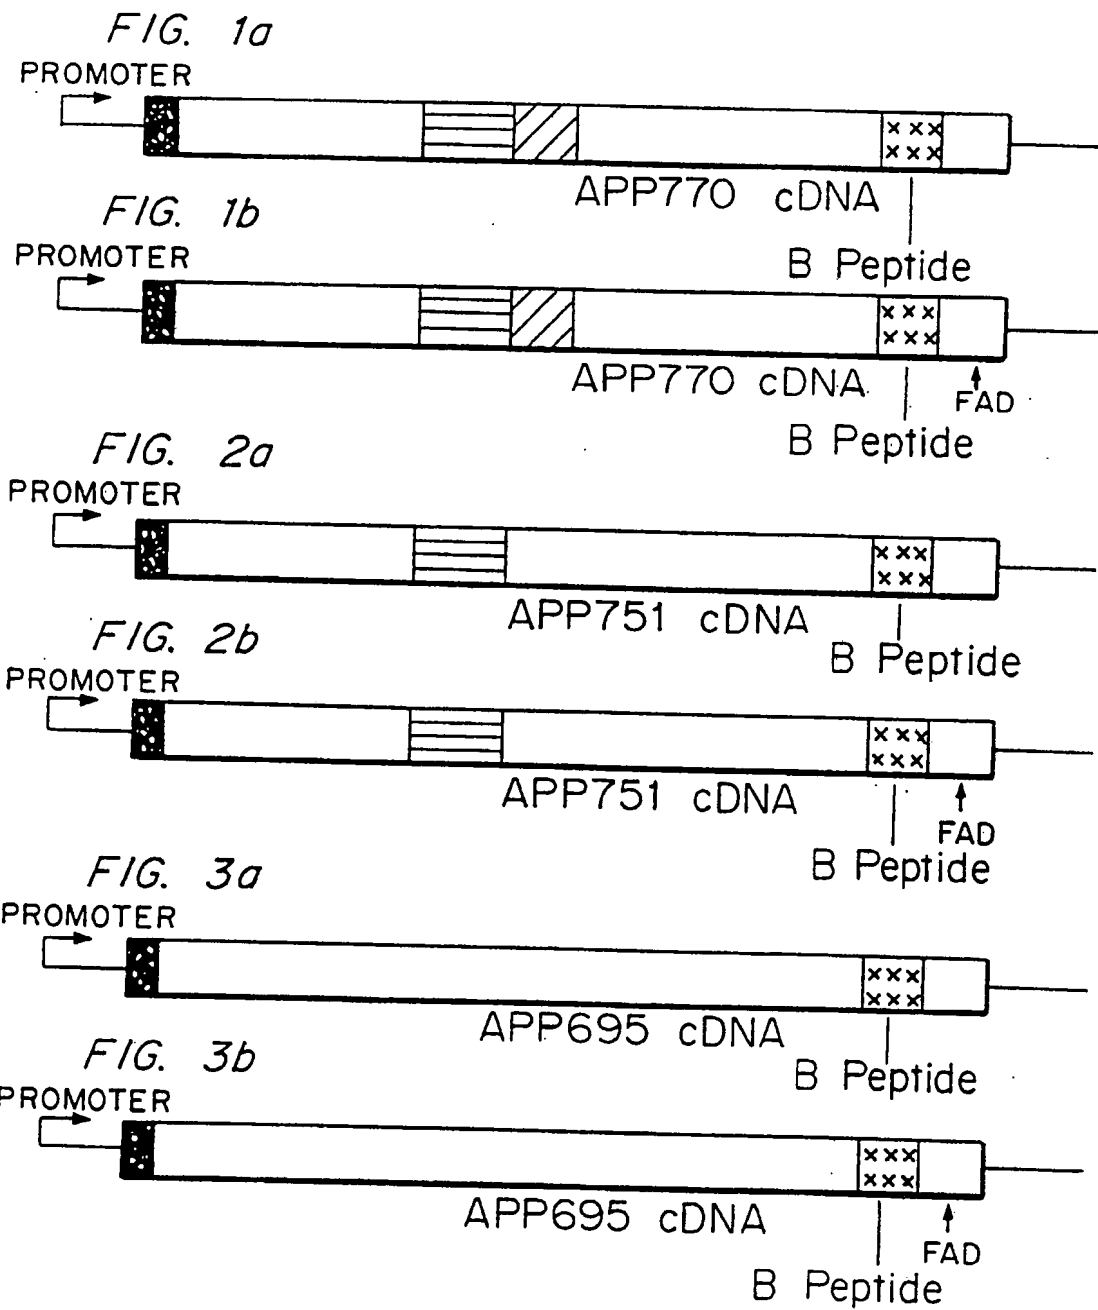 FIG. 1a
PROMOTER
APP770 cDNA
B Peptide
FIG. 1b
PROMOTER
APP770 cDNA
FAD
B Peptide
FIG. 2a
PROMOTER
APP751 cDNA
B Peptide
FIG. 2b
PROMOTER
APP751 cDNA
FAD
B Peptide
FIG. 3a
PROMOTER
APP695 cDNA
B Peptide
FIG. 3b
PROMOTER
APP695 cDNA
FAD
B Peptide